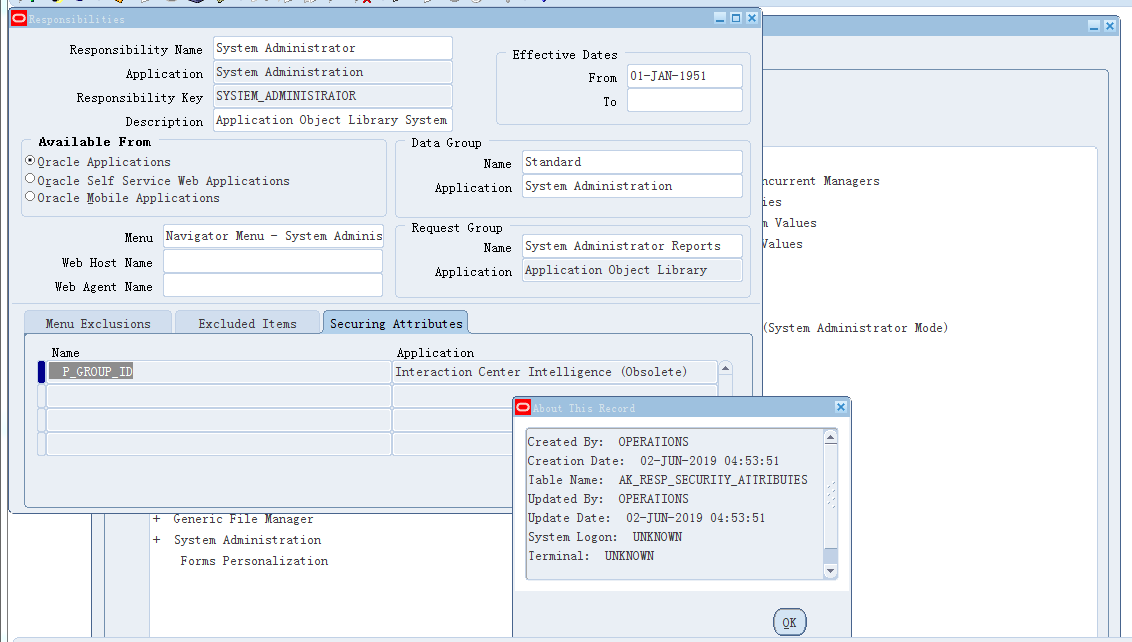 Responsibilities
Responsibility Name System Administrator
Application System Administration
Responsibility Key SYSTEM_ADMINISTRATOR
Description Application Object Library System
Effective Dates
From 01-JAN-1951
To
Available From
Oracle Applications
Oracle Self Service Web Applications
Oracle Mobile Applications
Data Group
Name Standard
Application System Administration
Menu Navigator Menu - System Adminis
Web Host Name
Web Agent Name
Request Group
Name System Administrator Reports
Application Application Object Library
Menu Exclusions Excluded Items Securing Attributes
Name Application
P_GROUP_ID Interaction Center Intelligence (Obsolete)
About This Record
Created By: OPERATIONS
Creation Date: 02-JUN-2019 04:53:51
Table Name: AK_RESP_SECURITY_ATTRIBUTES
Updated By: OPERATIONS
Update Date: 02-JUN-2019 04:53:51
System Logon: UNKNOWN
Terminal: UNKNOWN
OK
ncurrent Managers
ies
m Values
Values
(System Administrator Mode)
+ Generic File Manager
+ System Administration
Forms Personalization